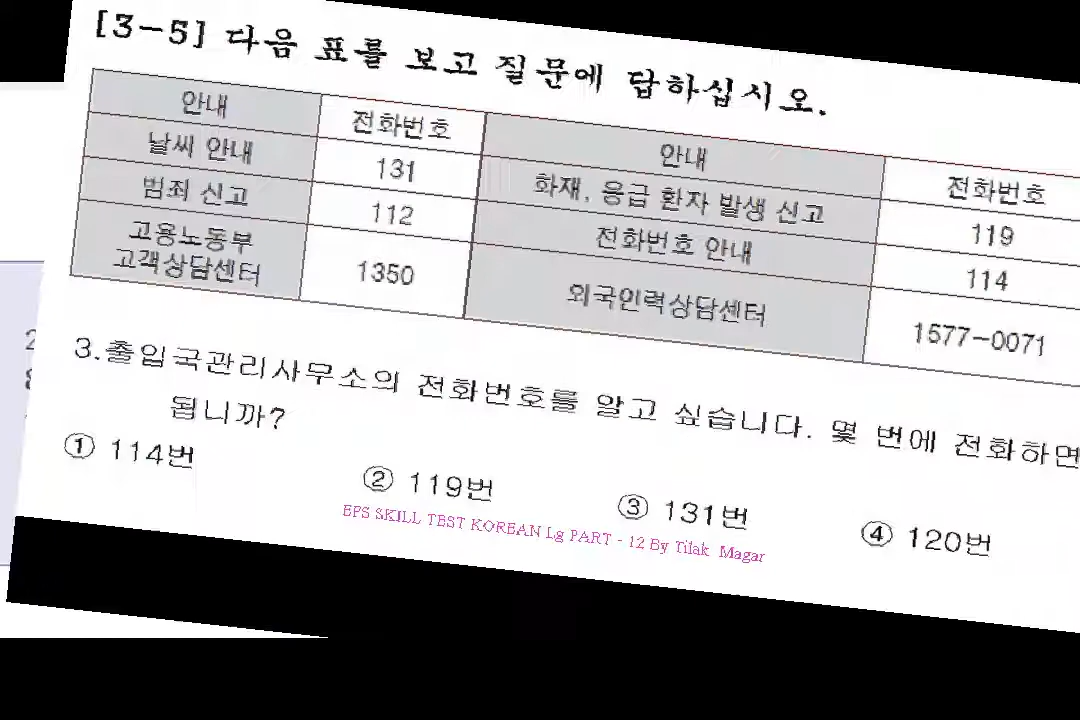 [3-5] 다음 표를 보고 질문에 답하십시오.
안내 전화번호 안내 전화번호
날씨 안내 131 화재, 응급 환자 발생 신고 119
범죄 신고 112 전화번호 안내 114
고용노동부
고객상담센터 1350 외국인력상담센터 1577-0071
3.출입국관리사무소의 전화번호를 알고 싶습니다. 몇 번에 전화하면
됩니까?
① 114번 ② 119번 ③ 131번 ④ 120번
EPS SKILL TEST KOREAN Lg PART - 12 By Tilak Magar